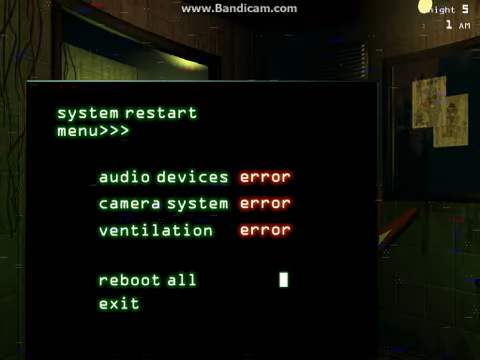 www.Bandicam.com
night 5
1 AM
system restart
menu>>>
audio devices error
camera system error
ventilation error
reboot all
exit